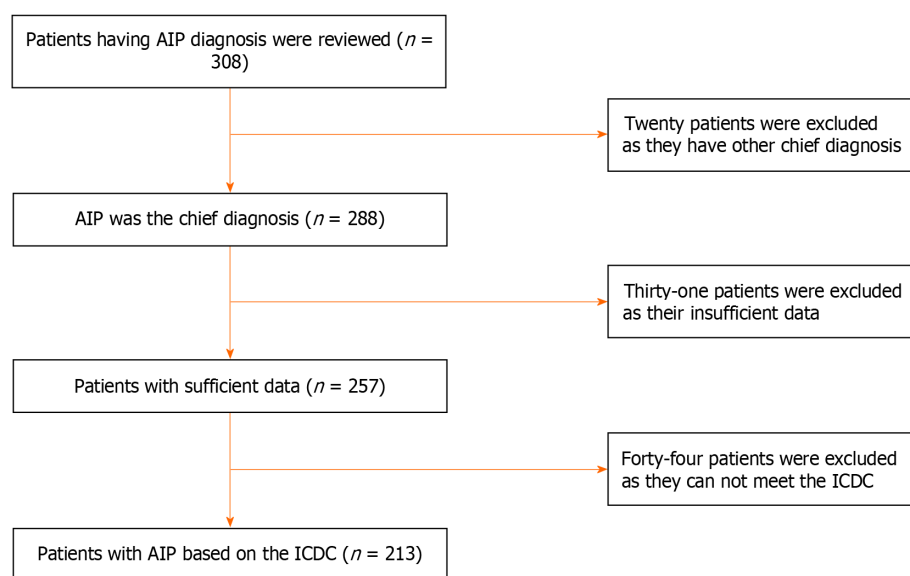 Patients having AIP diagnosis were reviewed (n =
308)
Twenty patients were excluded
as they have other chief diagnosis
AIP was the chief diagnosis (n = 288)
Thirty-one patients were excluded
as their insufficient data
Patients with sufficient data (n = 257)
Forty-four patients were excluded
as they can not meet the ICDC
Patients with AIP based on the ICDC (n = 213)